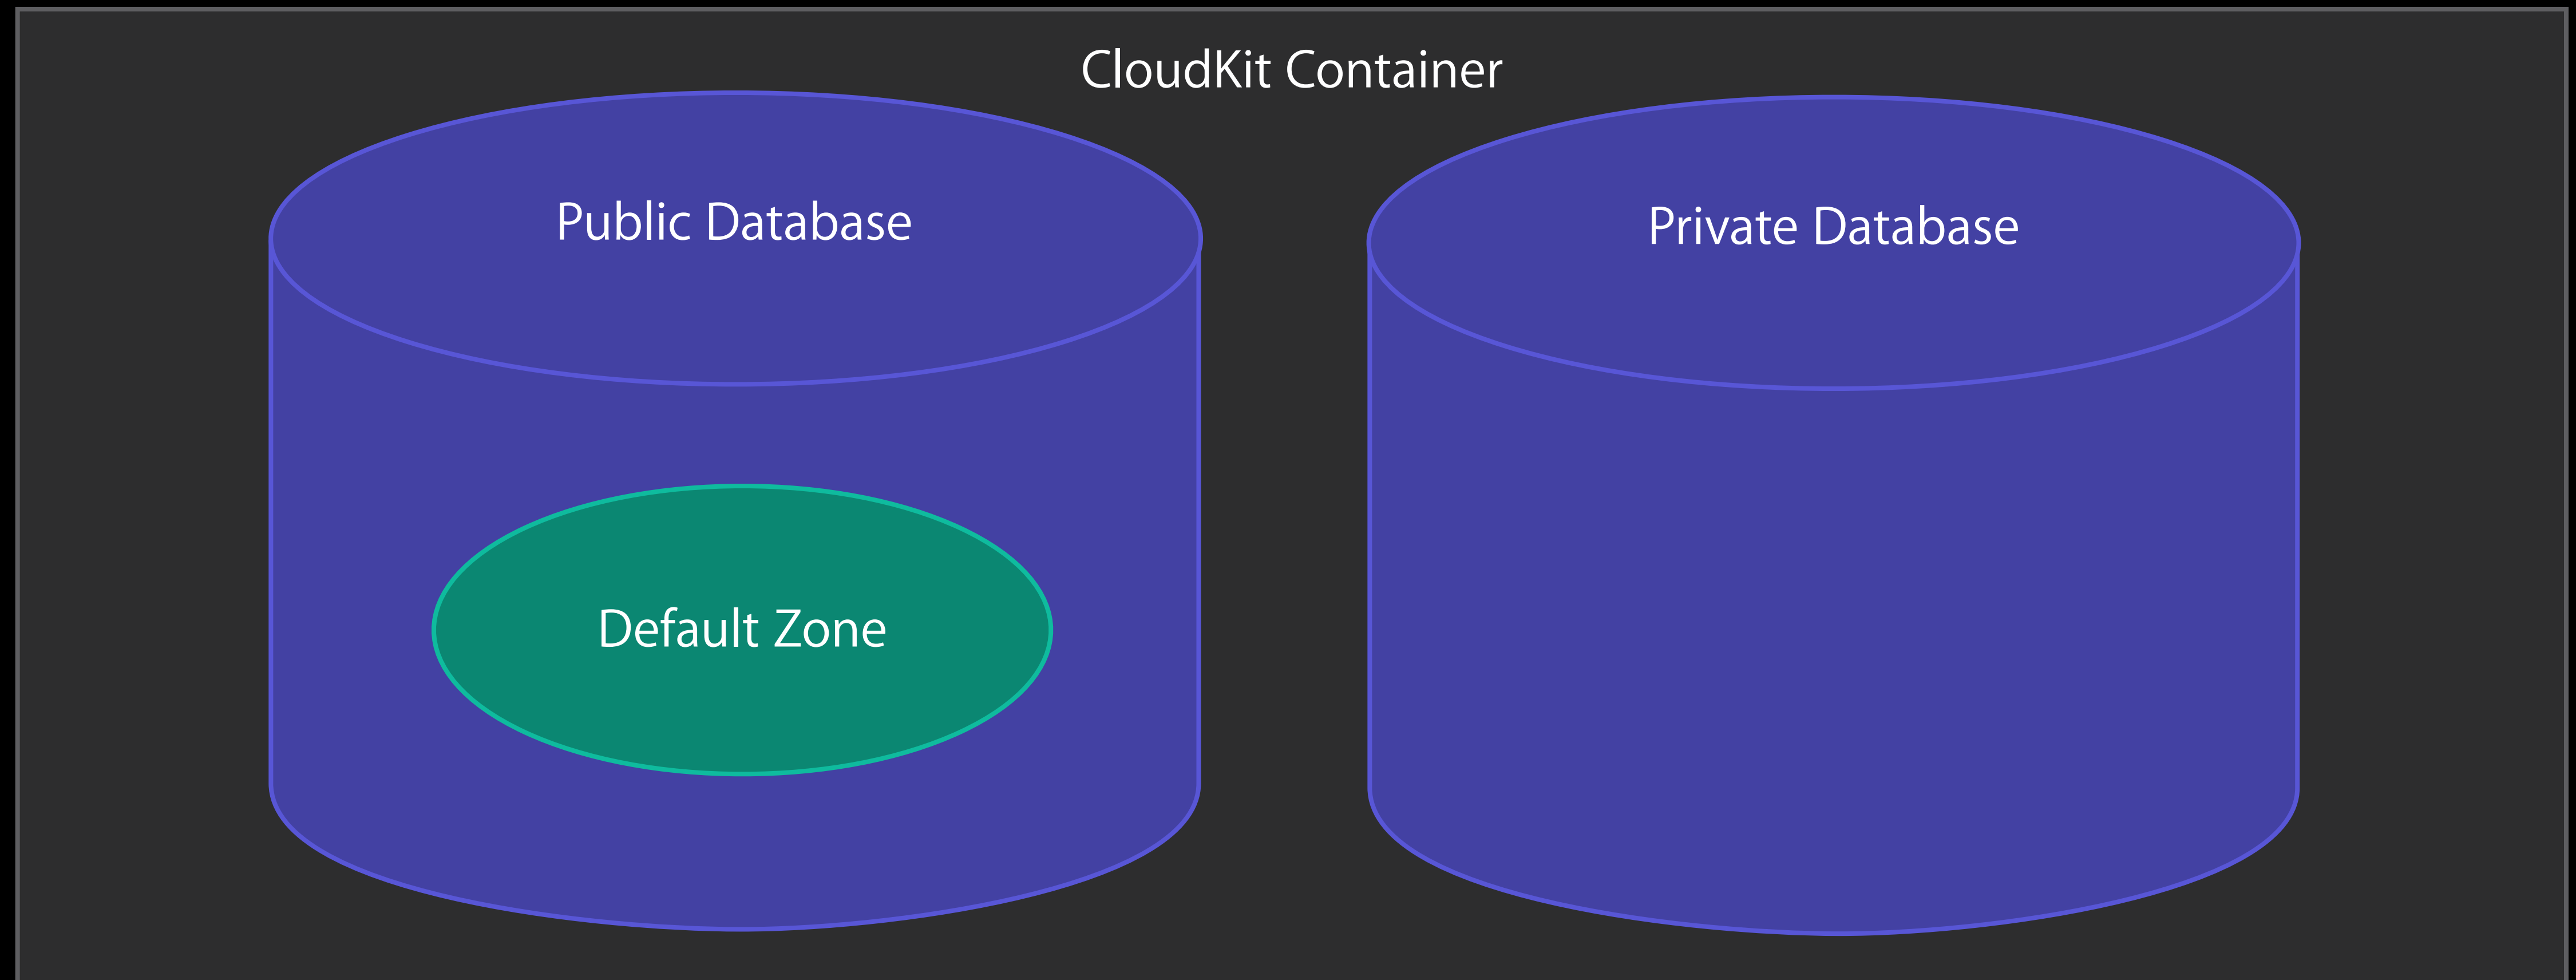 CloudKit Container
Public Database
Private Database
Default Zone